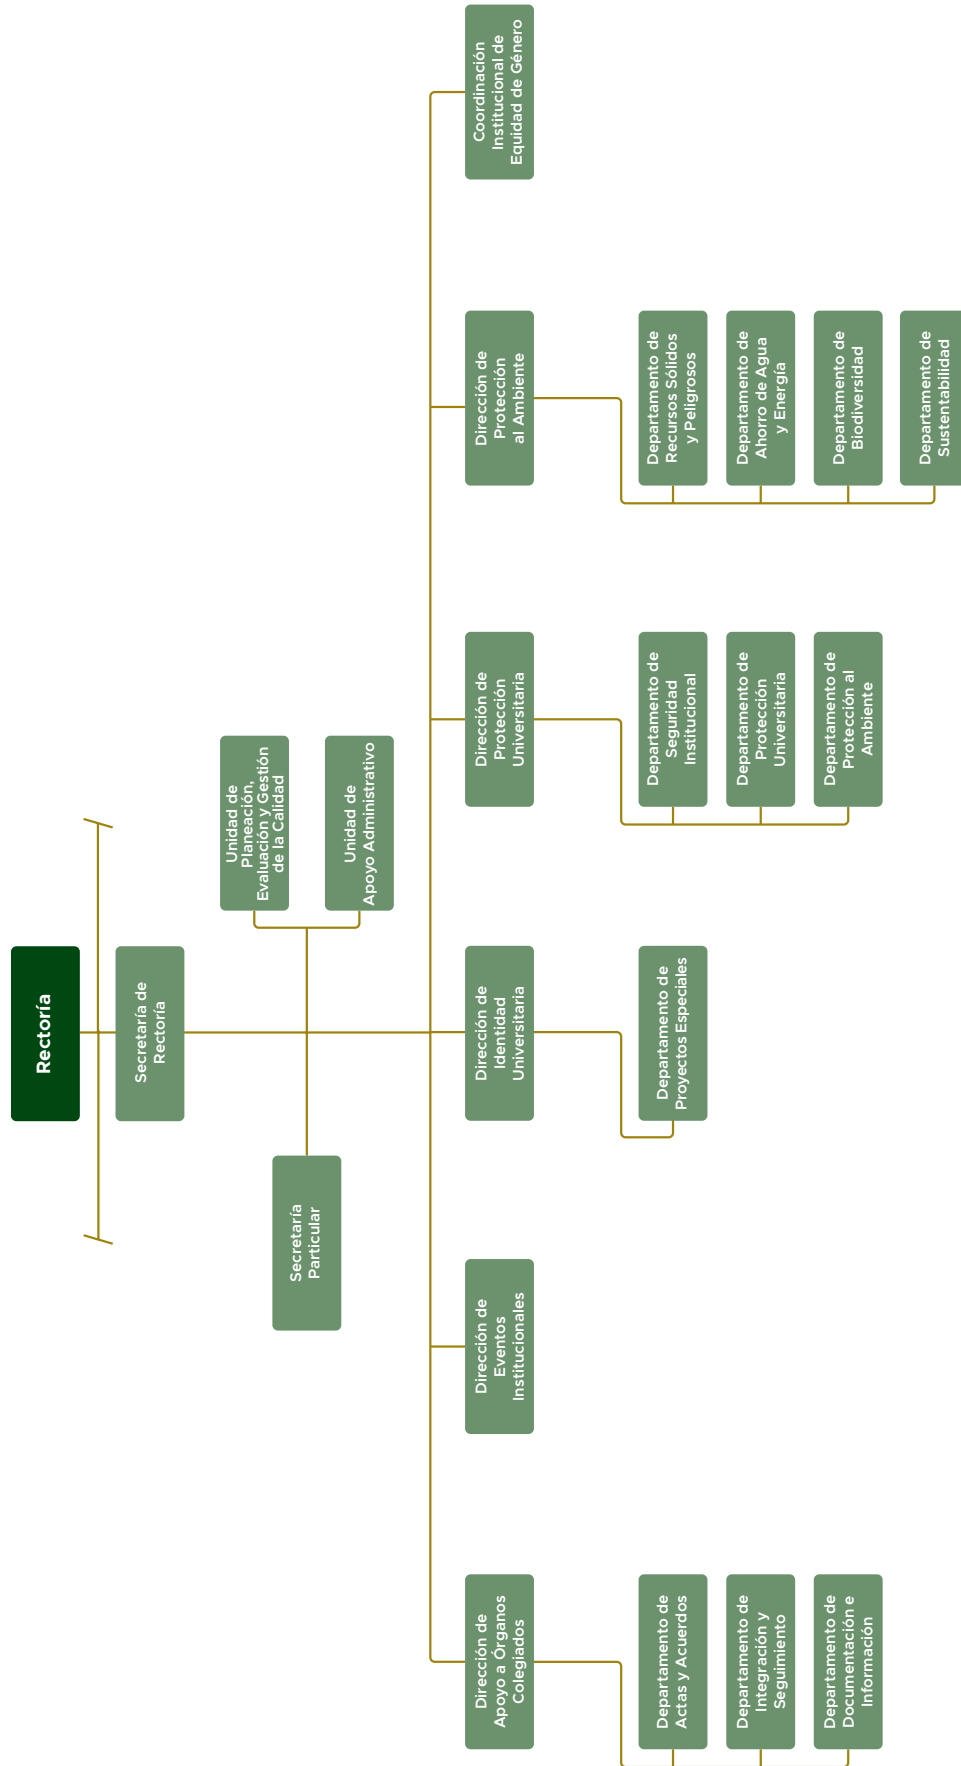 Rectoría
Secretaría de
Rectoría
Secretaría
Particular
Unidad de
Planeación,
Evaluación y Gestión
de la Calidad
Unidad de
Apoyo Administrativo
Dirección de
Apoyo a Órganos
Colegiados
Departamento de
Actas y Acuerdos
Departamento de
Integración y
Seguimiento
Departamento de
Documentación e
Información
Dirección de
Eventos
Institucionales
Dirección de
Identidad
Universitaria
Departamento de
Proyectos Especiales
Dirección de
Protección
Universitaria
Departamento de
Seguridad
Institucional
Departamento de
Protección
Universitaria
Departamento de
Protección al
Ambiente
Dirección de
Protección
al Ambiente
Departamento de
Recursos Sólidos
y Peligrosos
Departamento de
Ahorro de Agua
y Energía
Departamento de
Biodiversidad
Departamento de
Sustentabilidad
Coordinación
Institucional de
Equidad de Género